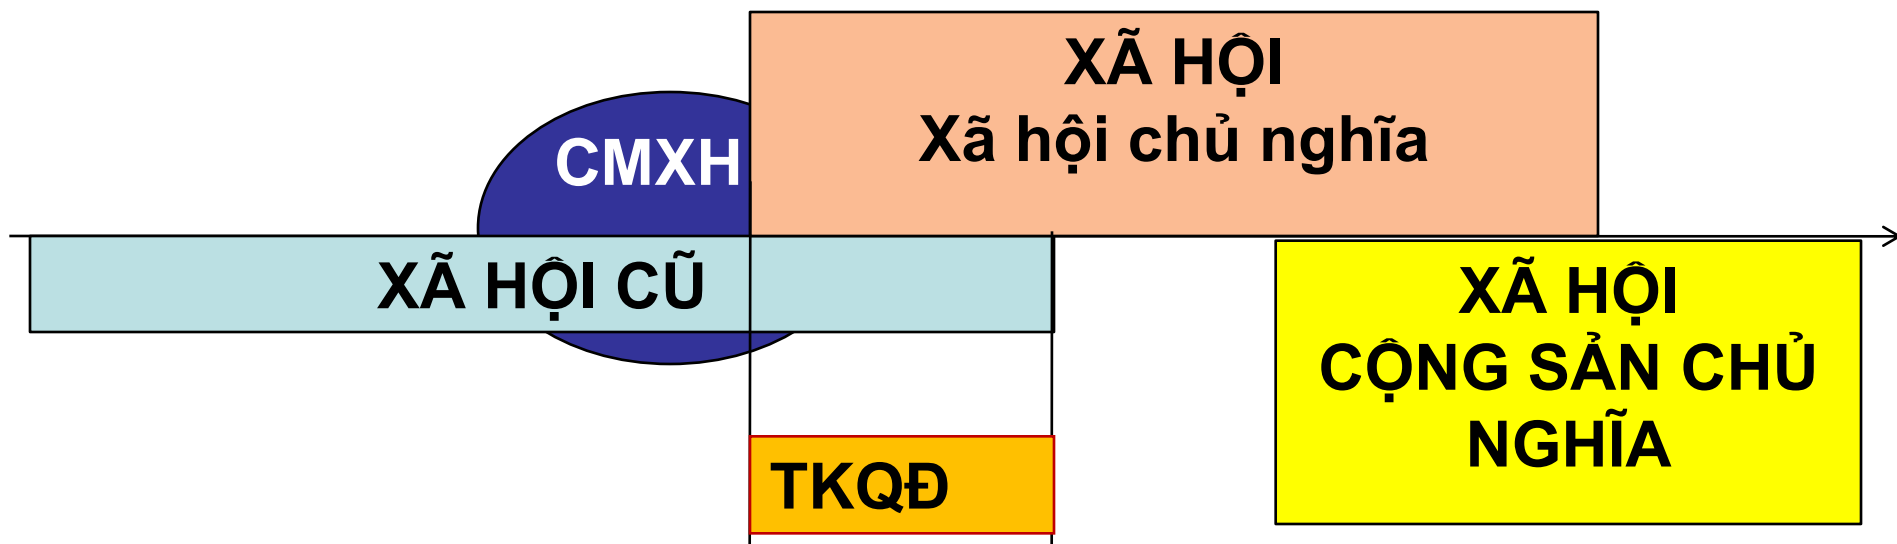 XÃ HỘI
Xã hội chủ nghĩa
CMXH
XÃ HỘI CŨ
XÃ HỘI
CỘNG SẢN CHỦ
NGHĨA
TKQĐ